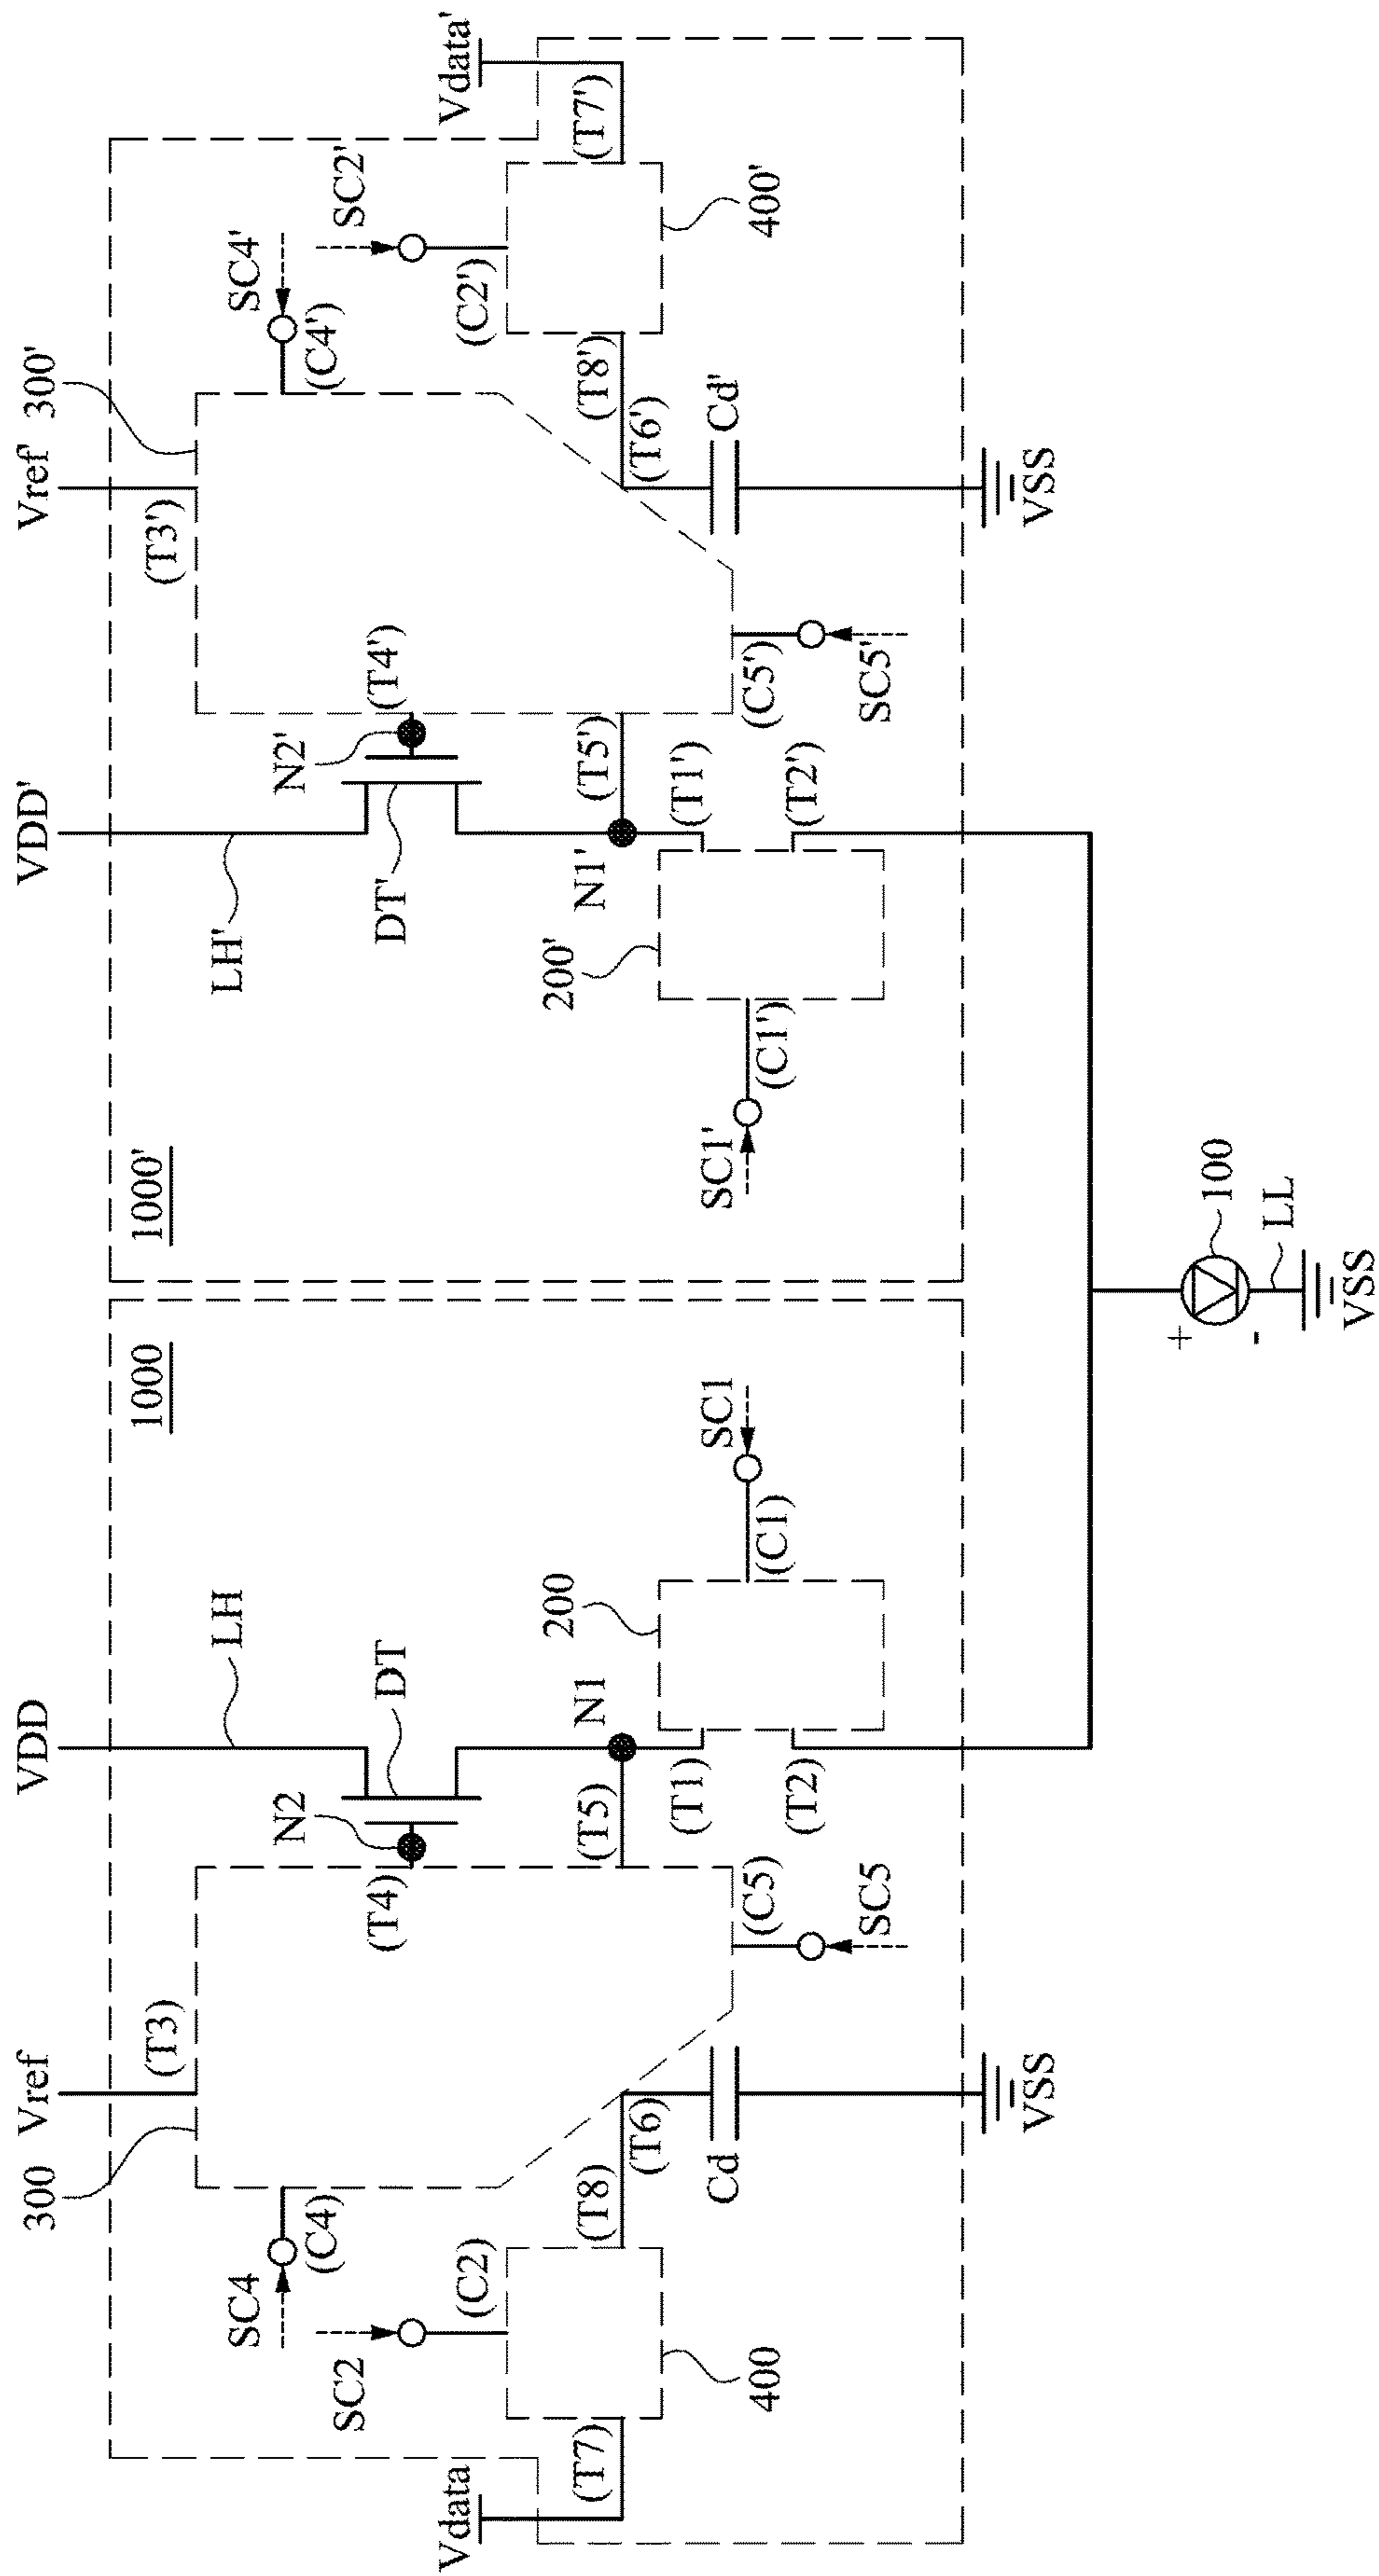 Vref
300
VDD
LH
VDD'
LH'
Vref'
300'
(T3)
1000
1000'
(T3')
SC4
(C4)
N2
DT
(T4)
DT'
N2'
(T4')
SC4'
(C4')
SC2
(C2)
SC2'
(C2')
Vdata
Vdata'
(T7)
400
(T8)
(T6)
Cd
VSS
(T5)
N1
200
(T1)
(T2)
(C1)
SC1
(C5)
SC5
SC1'
(C1')
200'
N1'
(T5')
(T1')
(T2')
(C5')
SC5'
(T8')
(T6')
Cd'
VSS
(T7')
400'
+
-
100
LL
VSS